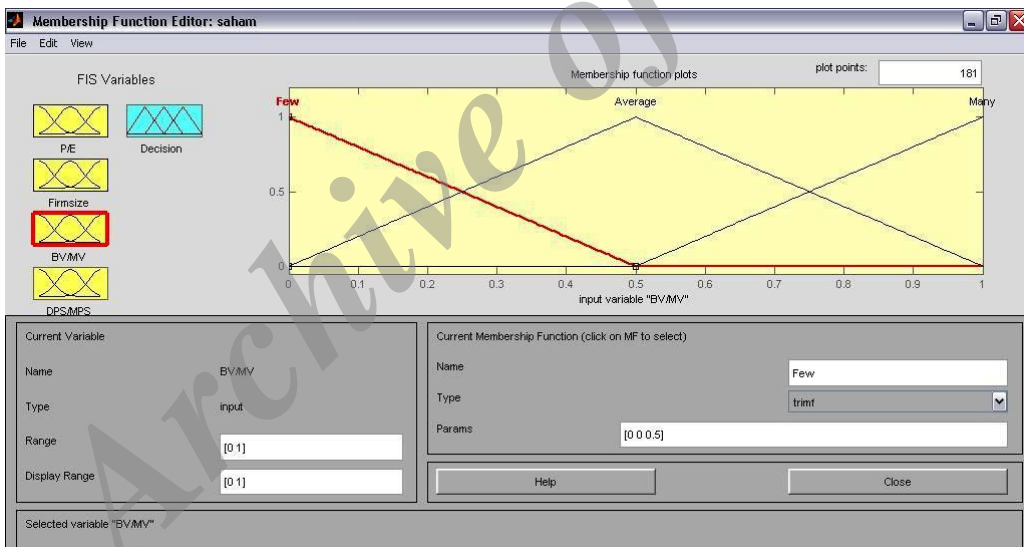 Membership Function Editor: saham
File Edit View
FIS Variables
P/E
Decision
Firmsize
BV/MV
DPS/MPS
Membership function plots
plot points: 181
Few Average Many
1
0.5
0
0 0.1 0.2 0.3 0.4 0.5 0.6 0.7 0.8 0.9 1
input variable "BV/MV"
Current Variable
Name BV/MV
Type input
Range [0 1]
Display Range [0 1]
Current Membership Function (click on MF to select)
Name Few
Type trimf
Params [0 0 0.5]
Help Close
Selected variable "BV/MV"
Archive of